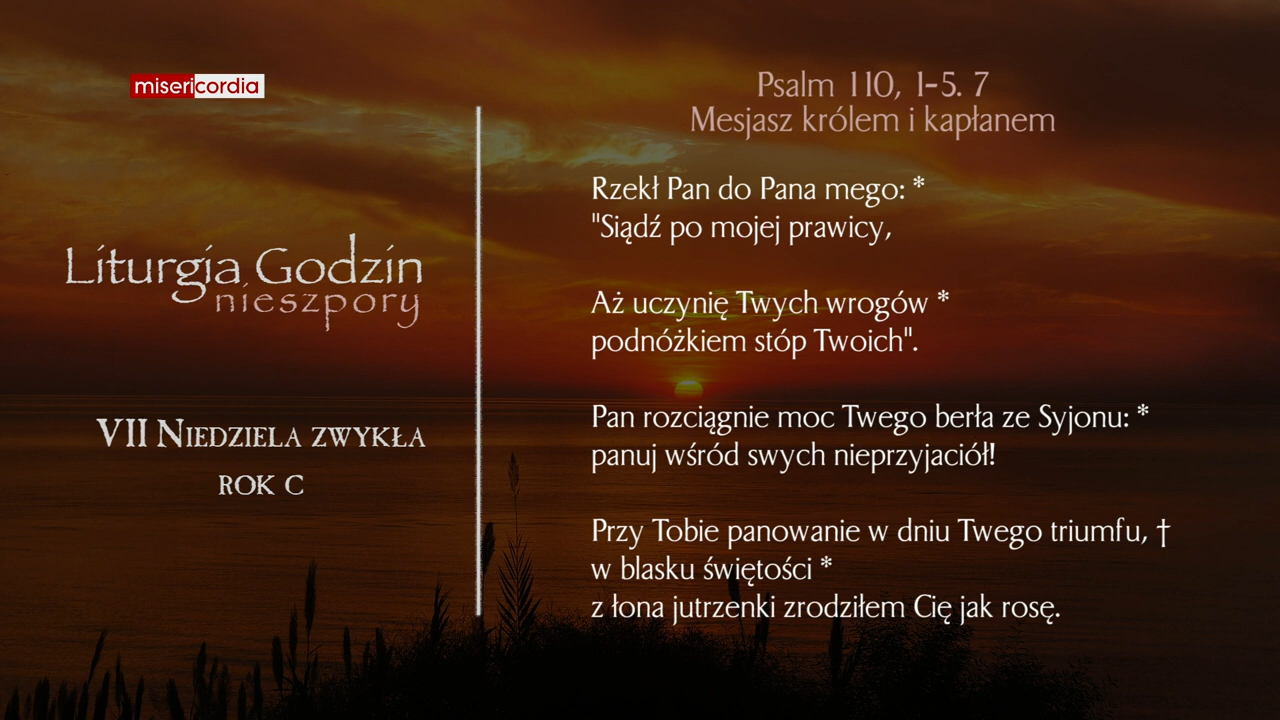 misericordia
Liturgia Godzin
nieszpory
VII Niedziela zwykła
rok C
Psalm 110, 1-5. 7
Mesjasz królem i kapłanem
Rzekł Pan do Pana mego: *
"Siądź po mojej prawicy,
Aż uczynię Twych wrogów *
podnóżkiem stóp Twoich".
Pan rozciągnie moc Twego berła ze Syjonu: *
panuj wśród swych nieprzyjaciół!
Przy Tobie panowanie w dniu Twego triumfu, †
w blasku świętości *
z łona jutrzenki zrodziłem Cię jak rosę.